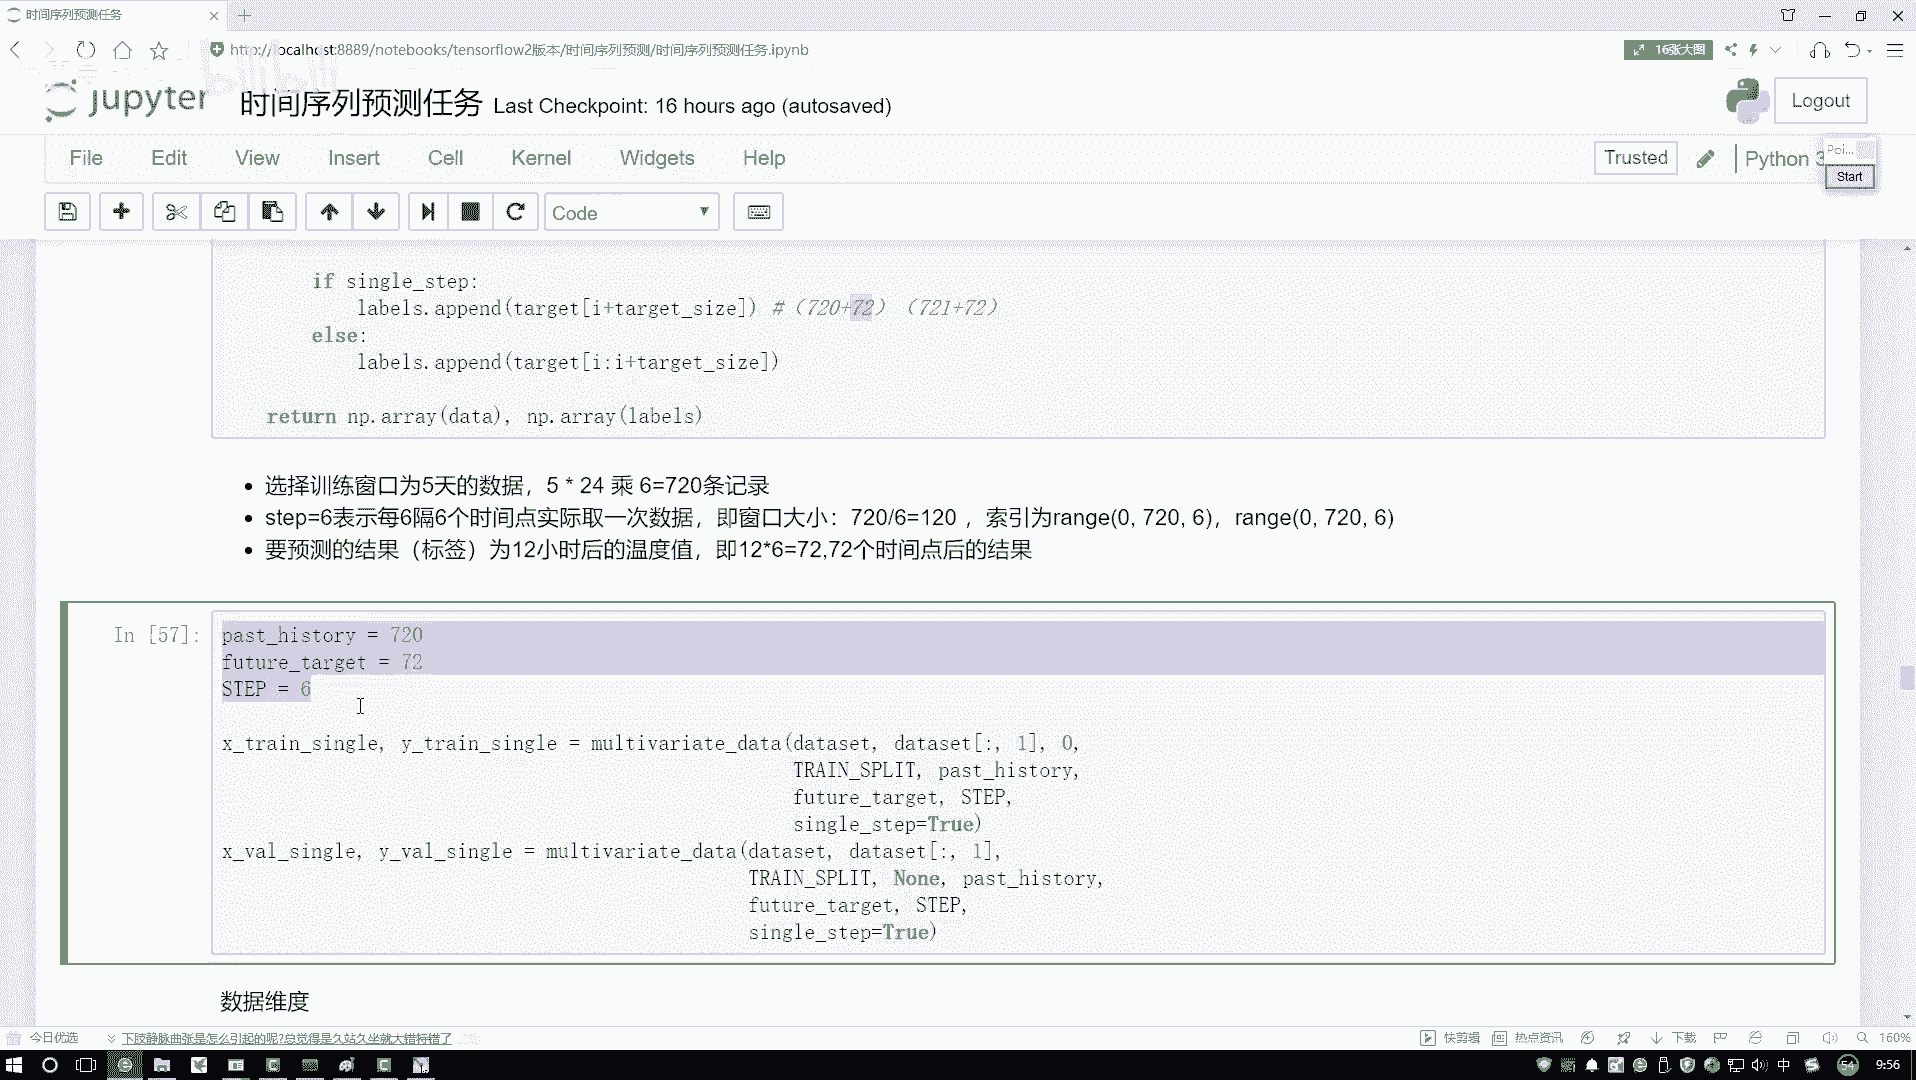 时间序列预测任务
http://localhost:8889/notebooks/tensorflow2版本/时间序列预测/时间序列预测任务.ipynb
16张大图
jupyter 时间序列预测任务 Last Checkpoint: 16 hours ago (autosaved)
Logout
File Edit View Insert Cell Kernel Widgets Help
Trusted
Python 3
Poi...
Start
Code
if single_step:
labels.append(target[i+target_size]) #（720+72）（721+72）
else:
labels.append(target[i:i+target_size])
return np.array(data), np.array(labels)
选择训练窗口为5天的数据，5 * 24 乘 6=720条记录
step=6表示每6隔6个时间点实际取一次数据，即窗口大小：720/6=120 ，索引为range(0, 720, 6)，range(0, 720, 6)
要预测的结果（标签）为12小时后的温度值，即12*6=72,72个时间点后的结果
In [57]:
past_history = 720
future_target = 72
STEP = 6
x_train_single, y_train_single = multivariate_data(dataset, dataset[:, 1], 0,
TRAIN_SPLIT, past_history,
future_target, STEP,
single_step=True)
x_val_single, y_val_single = multivariate_data(dataset, dataset[:, 1],
TRAIN_SPLIT, None, past_history,
future_target, STEP,
single_step=True)
数据维度
今日优选
下肢静脉曲张是怎么引起的呢?总觉得是久站久坐就大错特错了
快剪辑
热点资讯
下载
160%
中
54
9:56